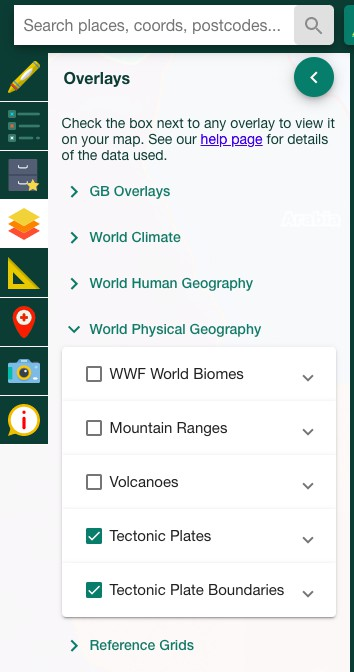 Search places, coords, postcodes...
Overlays
Check the box next to any overlay to view it
on your map. See our help page for details
of the data used.
GB Overlays
World Climate
World Human Geography
World Physical Geography
WWF World Biomes
Mountain Ranges
Volcanoes
Tectonic Plates
Tectonic Plate Boundaries
Reference Grids